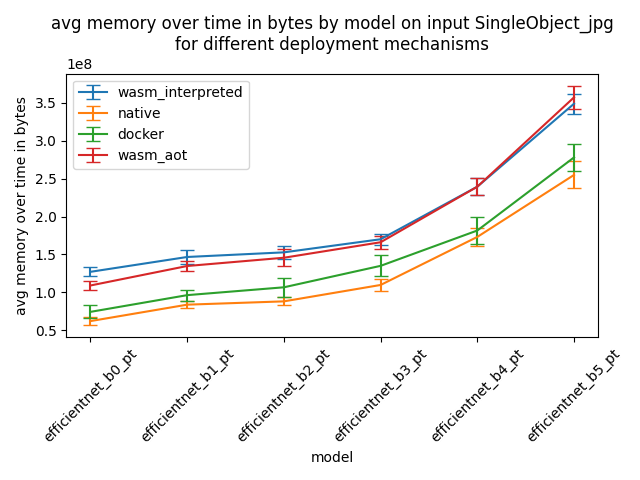 avg memory over time in bytes by model on input SingleObject_jpg
for different deployment mechanisms
1e8
wasm_interpreted
native
docker
wasm_aot
avg memory over time in bytes
3.5
3.0
2.5
2.0
1.5
1.0
0.5
efficientnet_b0_pt
efficientnet_b1_pt
efficientnet_b2_pt
efficientnet_b3_pt
efficientnet_b4_pt
efficientnet_b5_pt
model